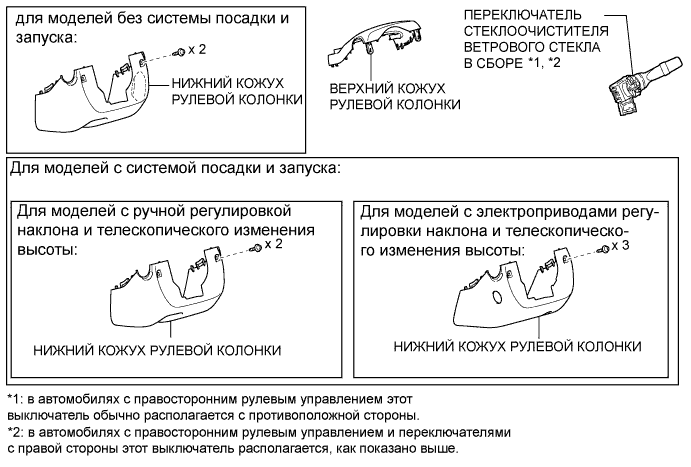 для моделей без системы посадки и
запуска:
x 2
НИЖНИЙ КОЖУХ
РУЛЕВОЙ КОЛОНКИ
ВЕРХНИЙ КОЖУХ
РУЛЕВОЙ КОЛОНКИ
ПЕРЕКЛЮЧАТЕЛЬ
СТЕКЛООЧИСТИТЕЛЯ
ВЕТРОВОГО СТЕКЛА
В СБОРЕ *1, *2
Для моделей с системой посадки и запуска:
Для моделей с ручной регулировкой
наклона и телескопического изменения
высоты:
x 2
НИЖНИЙ КОЖУХ РУЛЕВОЙ КОЛОНКИ
Для моделей с электроприводами регу-
лировки наклона и телескопическо-
го изменения высоты:
x 3
НИЖНИЙ КОЖУХ РУЛЕВОЙ КОЛОНКИ
*1: в автомобилях с правосторонним рулевым управлением этот
выключатель обычно располагается с противоположной стороны.
*2: в автомобилях с правосторонним рулевым управлением и переключателями
с правой стороны этот выключатель располагается, как показано выше.